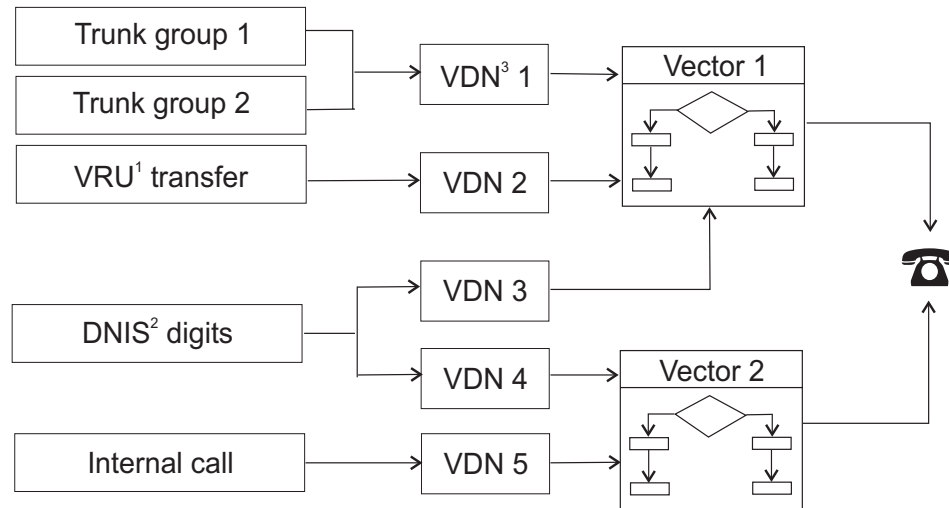 Trunk group 1
Trunk group 2
VRU¹ transfer
DNIS² digits
Internal call
VDN³ 1
VDN 2
VDN 3
VDN 4
VDN 5
Vector 1
Vector 2